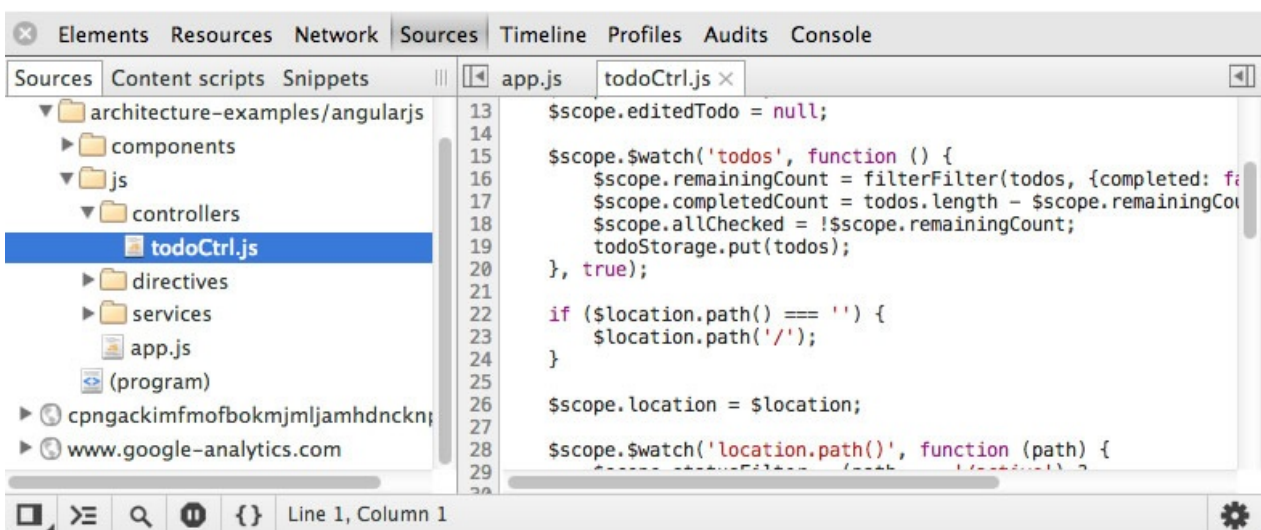 Elements Resources Network Sources Timeline Profiles Audits Console
Sources Content scripts Snippets
architecture-examples/angularjs
components
js
controllers
todoCtrl.js
directives
services
app.js
(program)
cpngackimfmofbokmjmljamhdnckn
www.google-analytics.com
app.js todoCtrl.js ×
13 $scope.editedTodo = null;
14
15 $scope.$watch('todos', function () {
16 $scope.remainingCount = filterFilter(todos, {completed: fa
17 $scope.completedCount = todos.length - $scope.remainingCou
18 $scope.allChecked = !$scope.remainingCount;
19 todoStorage.put(todos);
20 }, true);
21
22 if ($location.path() === '') {
23 $location.path('/');
24 }
25
26 $scope.location = $location;
27
28 $scope.$watch('location.path()', function (path) {
29
{} Line 1, Column 1